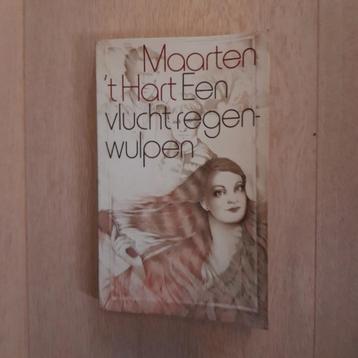 Maarten
't Hart Een
vlucht regen-
wulpen